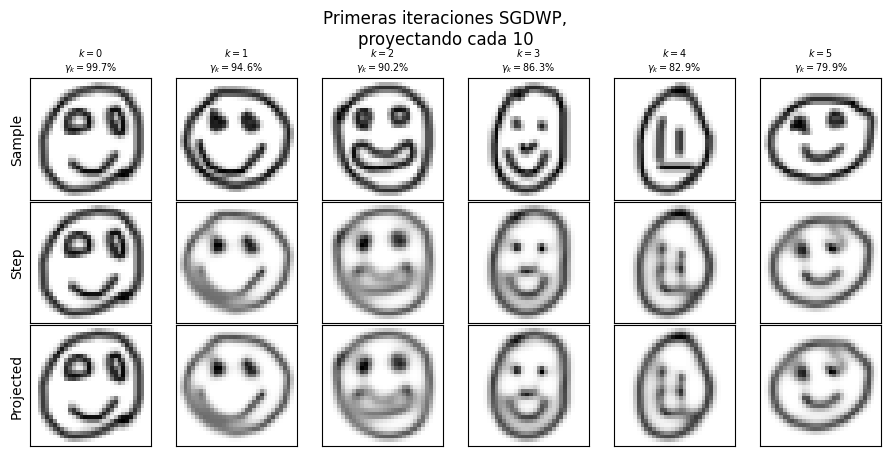 Primeras iteraciones SGDWP,
proyectando cada 10
k = 0
γₖ = 99.7%
k = 1
γₖ = 94.6%
k = 2
γₖ = 90.2%
k = 3
γₖ = 86.3%
k = 4
γₖ = 82.9%
k = 5
γₖ = 79.9%
Sample
Step
Projected